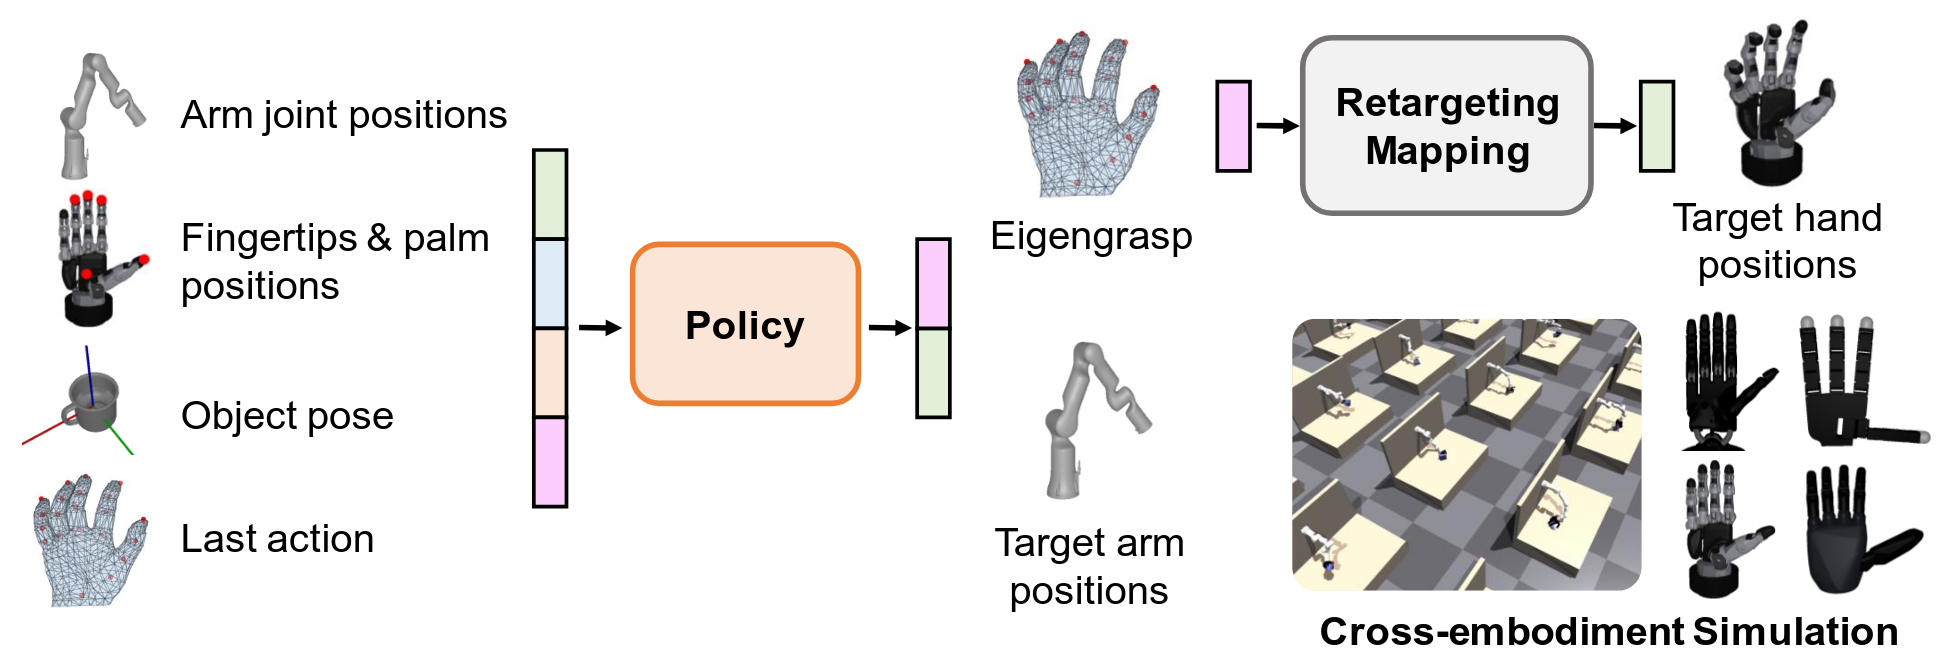 Arm joint positions
Fingertips & palm
positions
Object pose
Last action
Policy
Eigengrasp
Target arm
positions
Retargeting
Mapping
Target hand
positions
Cross-embodiment Simulation